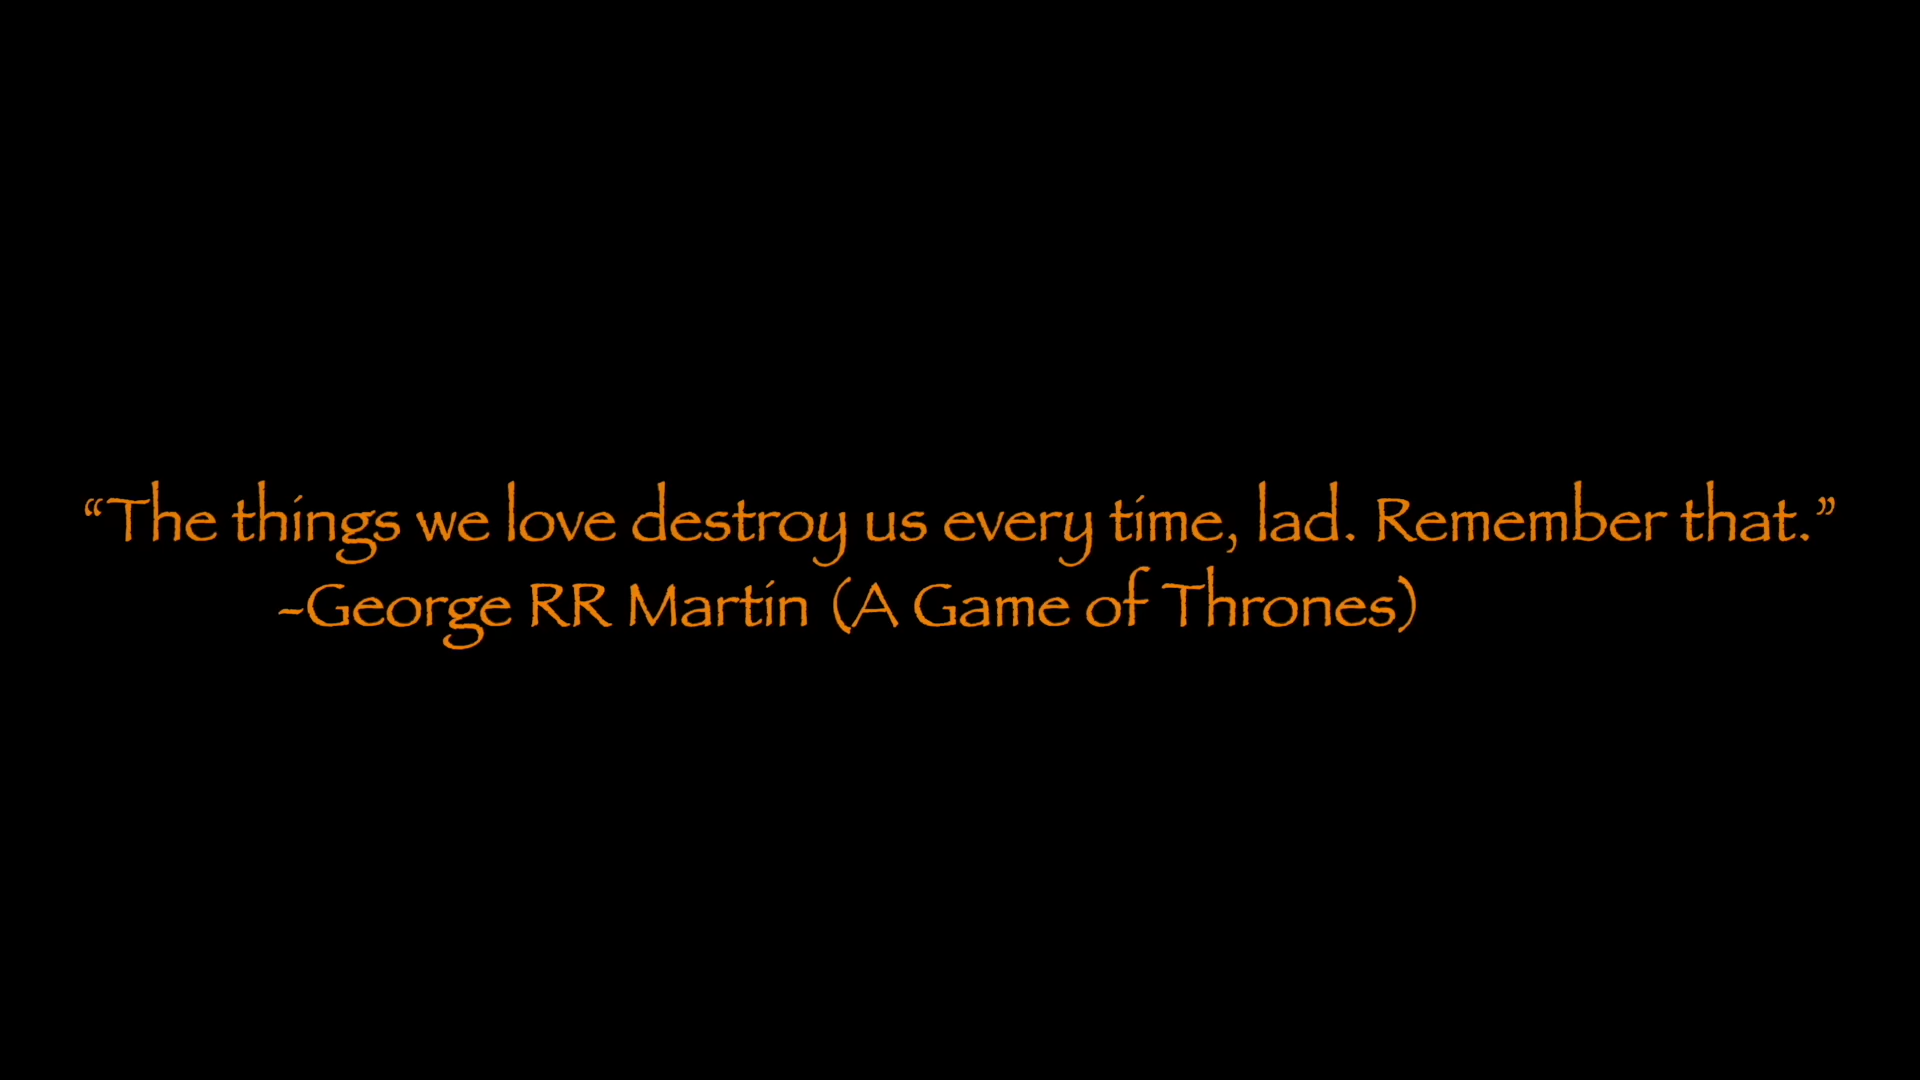 “The things we love destroy us every time, lad. Remember that.”
-George RR Martin (A Game of Thrones)